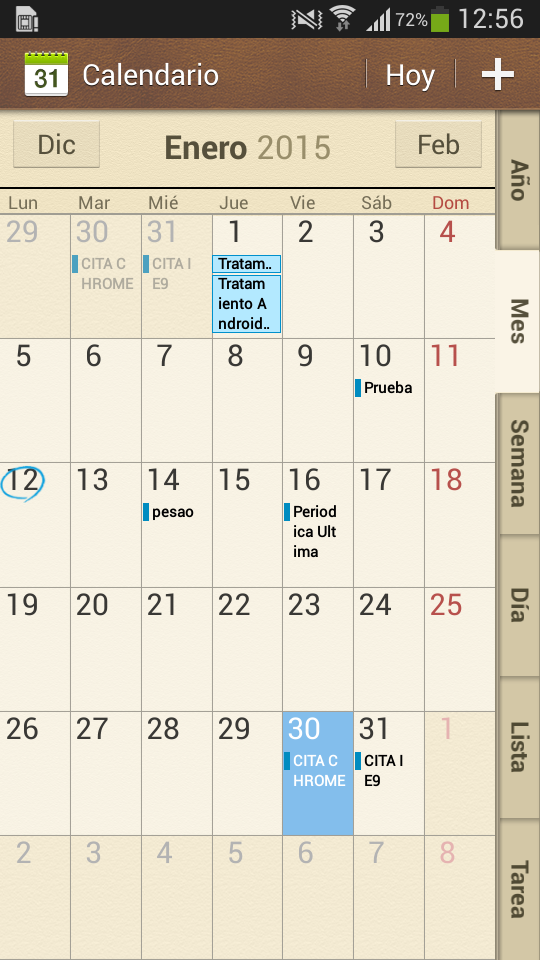 72% 12:56
31 Calendario Hoy +
Dic Enero 2015 Feb
Lun Mar Mié Jue Vie Sáb Dom
29 30 31 1 2 3 4
CITA C CITA I Tratam..
HROME E9 Tratam
iento A
ndroid..
5 6 7 8 9 10 11
Prueba
12 13 14 15 16 17 18
pesao Period
ica Ult
ima
19 20 21 22 23 24 25
26 27 28 29 30 31 1
CITA C CITA I
HROME E9
2 3 4 5 6 7 8
Año
Mes
Semana
Día
Lista
Tarea